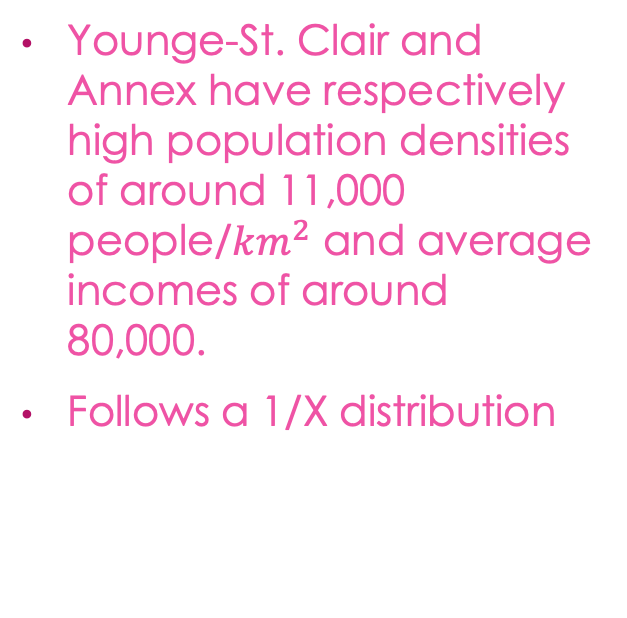 • Younge-St. Clair and
Annex have respectively
high population densities
of around 11,000
people/km² and average
incomes of around
80,000.
• Follows a 1/X distribution